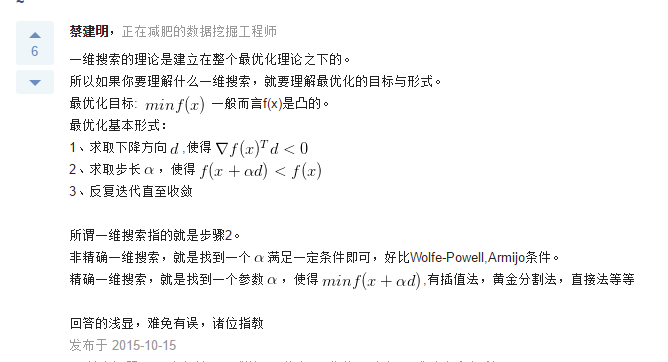 蔡建明，正在减肥的数据挖掘工程师
6
一维搜索的理论是建立在整个最优化理论之下的。
所以如果你要理解什么一维搜索，就要理解最优化的目标与形式。
最优化目标: minf(x) 一般而言f(x)是凸的。
最优化基本形式：
1、求取下降方向 d ,使得 ∇f(x)^T d < 0
2、求取步长 α ，使得 f(x + αd) < f(x)
3、反复迭代直至收敛
所谓一维搜索指的就是步骤2。
非精确一维搜索，就是找到一个 α 满足一定条件即可，好比Wolfe-Powell,Armijo条件。
精确一维搜索，就是找到一个参数 α ，使得 minf(x + αd) ,有插值法，黄金分割法，直接法等等
回答的浅显，难免有误，诸位指教
发布于 2015-10-15